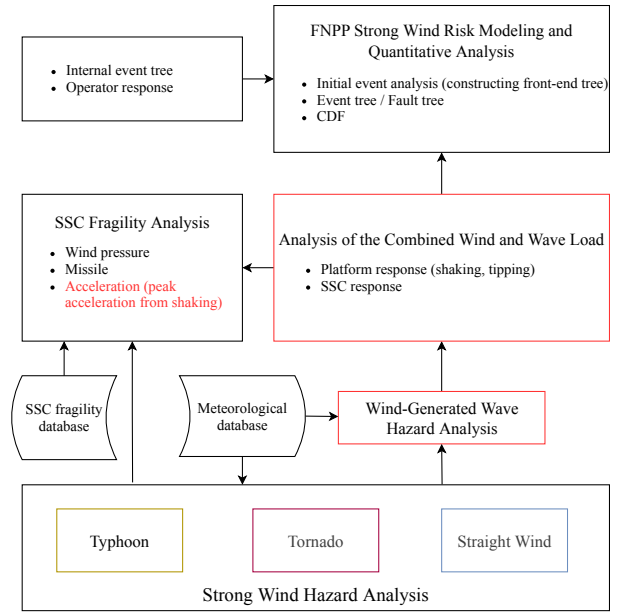 FNPP Strong Wind Risk Modeling and
Quantitative Analysis
• Internal event tree
• Operator response
• Initial event analysis (constructing front-end tree)
• Event tree / Fault tree
• CDF
SSC Fragility Analysis
• Wind pressure
• Missile
• Acceleration (peak
acceleration from shaking)
Analysis of the Combined Wind and Wave Load
• Platform response (shaking, tipping)
• SSC response
SSC fragility
database
Meteorological
database
Wind-Generated Wave
Hazard Analysis
Typhoon
Tornado
Straight Wind
Strong Wind Hazard Analysis